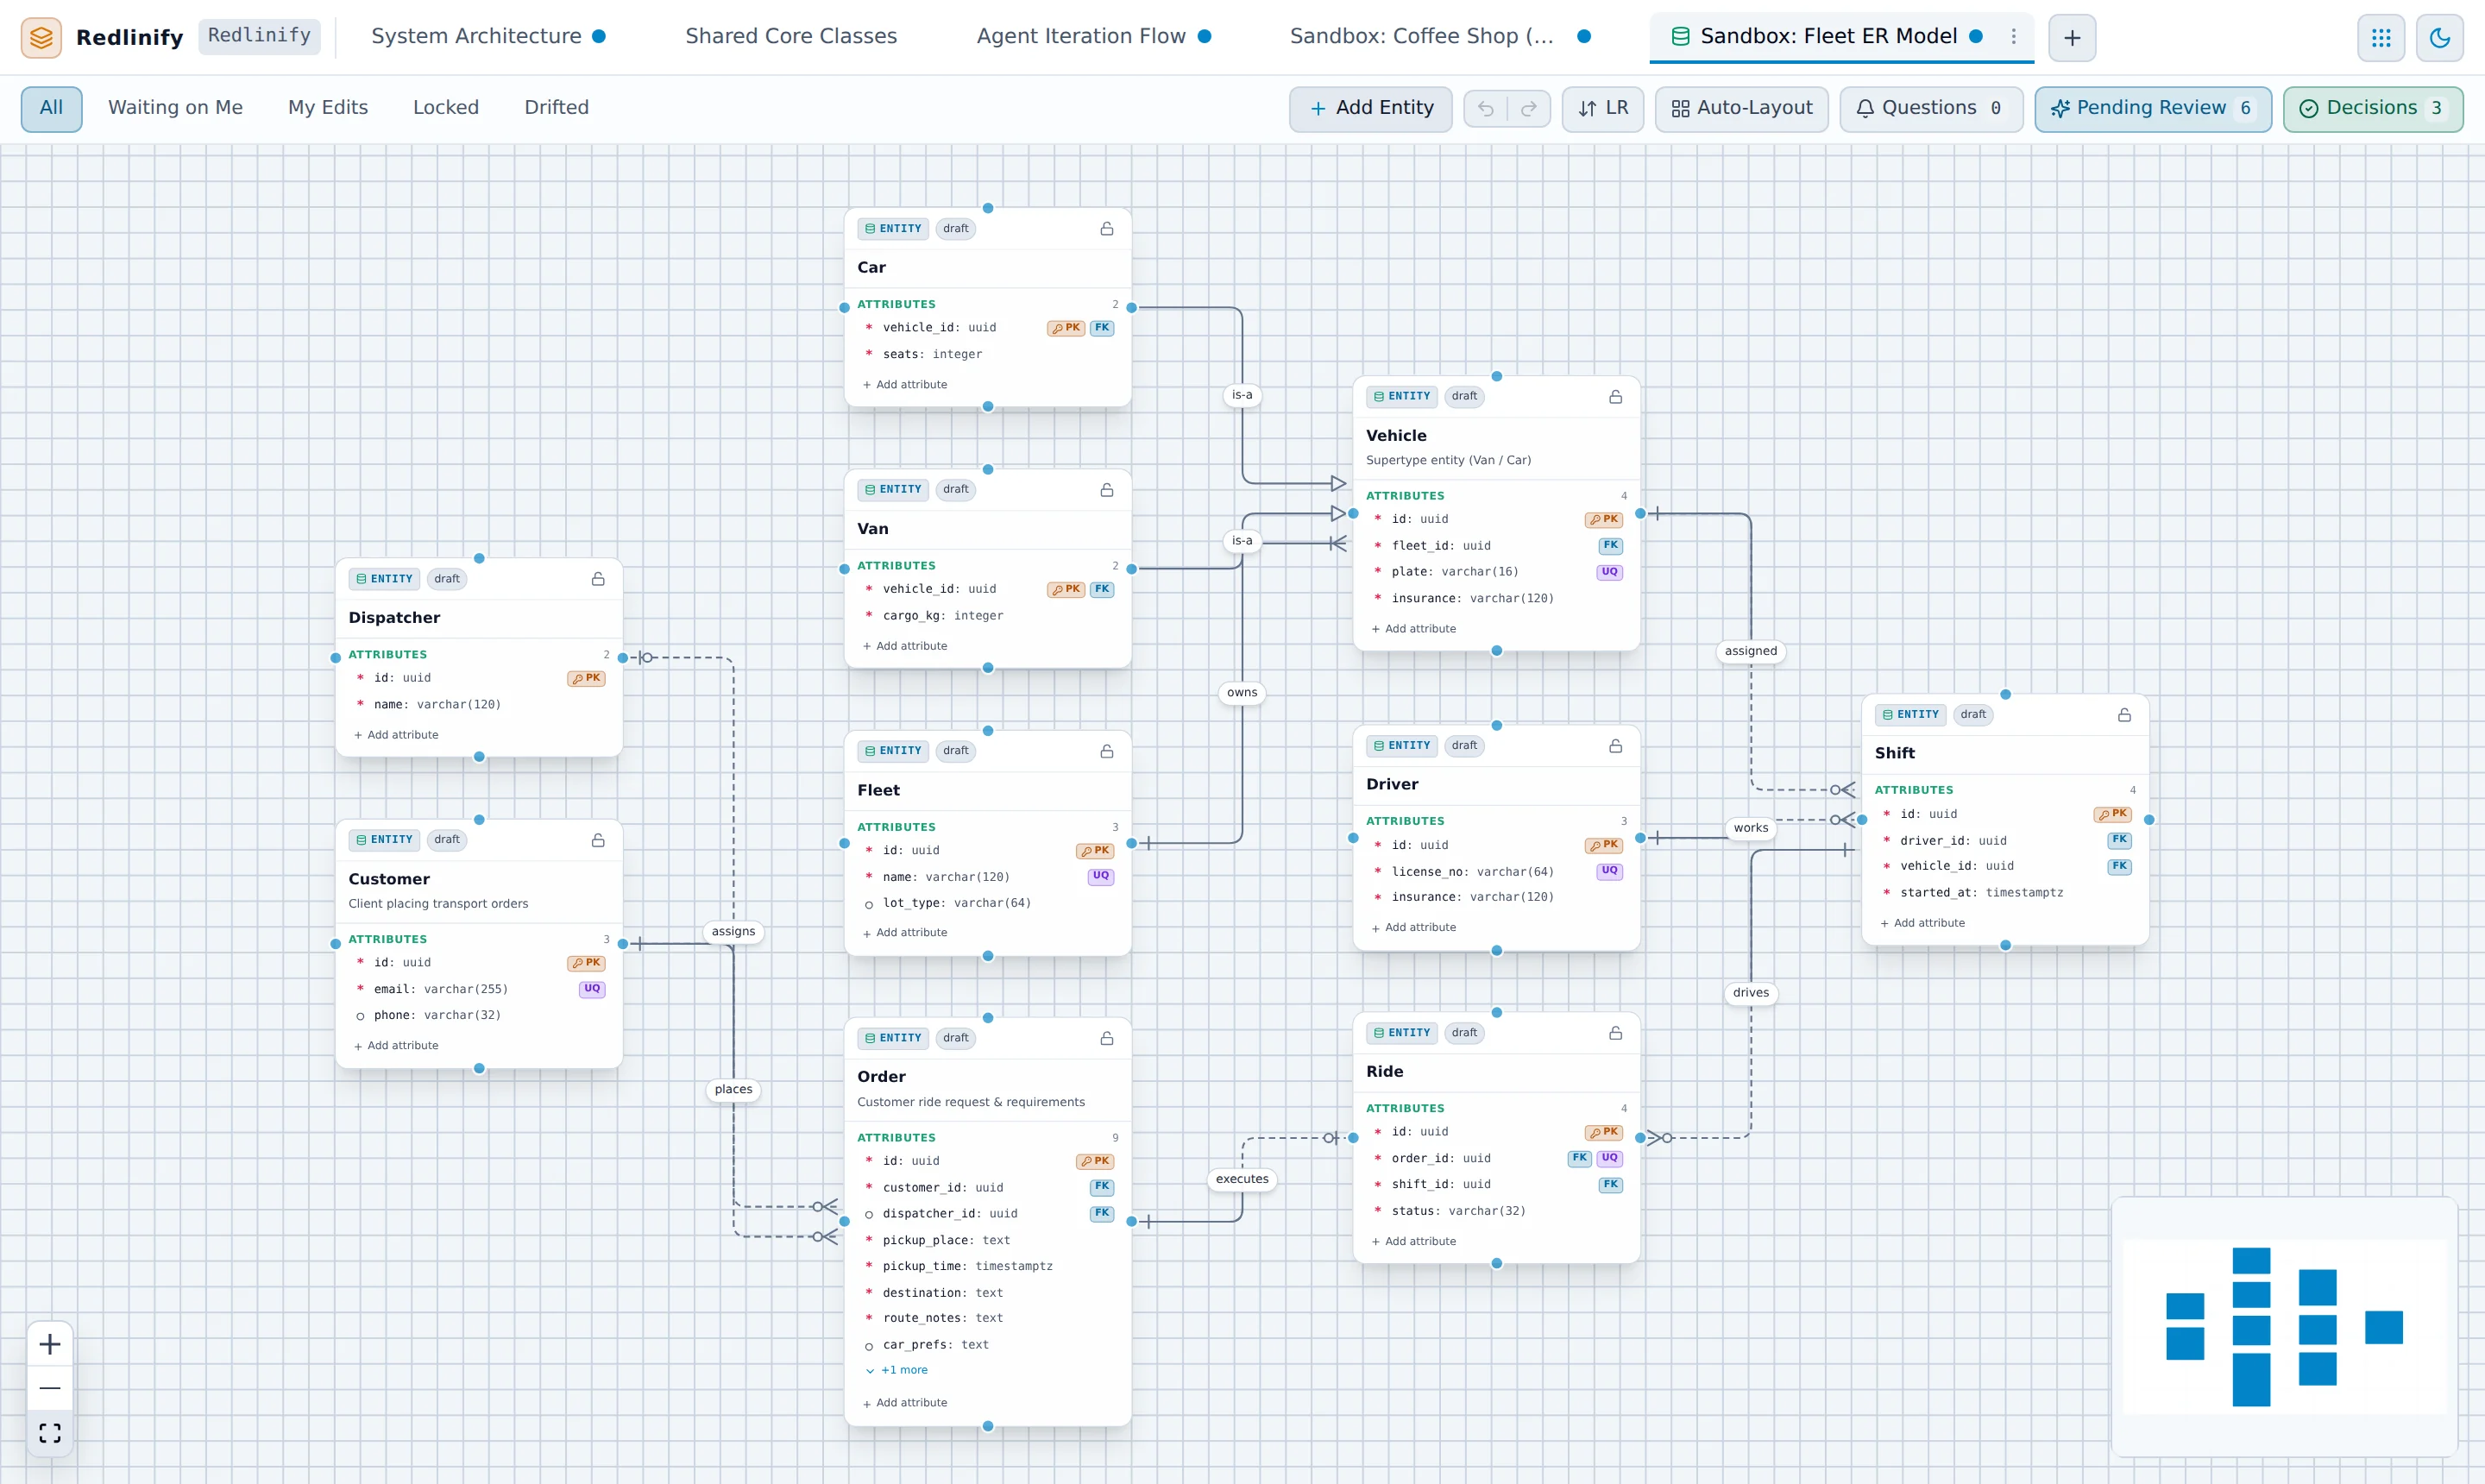 Redlinify Redlinify System Architecture Shared Core Classes Agent Iteration Flow Sandbox: Coffee Shop (... Sandbox: Fleet ER Model
All Waiting on Me My Edits Locked Drifted + Add Entity LR Auto-Layout Questions 0 Pending Review 6 Decisions 3
ENTITY draft
Car
ATTRIBUTES 2
* vehicle_id: uuid PK FK
* seats: integer
+ Add attribute
is-a
ENTITY draft
Vehicle
Supertype entity (Van / Car)
ATTRIBUTES 4
* id: uuid PK
* fleet_id: uuid FK
* plate: varchar(16) UQ
* insurance: varchar(120)
+ Add attribute
ENTITY draft
Van
ATTRIBUTES 2
* vehicle_id: uuid PK FK
* cargo_kg: integer
+ Add attribute
is-a
ENTITY draft
Dispatcher
ATTRIBUTES 2
* id: uuid PK
* name: varchar(120)
+ Add attribute
owns
assigned
ENTITY draft
Fleet
ATTRIBUTES 3
* id: uuid PK
* name: varchar(120) UQ
lot_type: varchar(64)
+ Add attribute
ENTITY draft
Driver
ATTRIBUTES 3
* id: uuid PK
* license_no: varchar(64) UQ
* insurance: varchar(120)
+ Add attribute
works
ENTITY draft
Shift
ATTRIBUTES 4
* id: uuid PK
* driver_id: uuid FK
* vehicle_id: uuid FK
* started_at: timestamptz
+ Add attribute
ENTITY draft
Customer
Client placing transport orders
ATTRIBUTES 3
* id: uuid PK
* email: varchar(255) UQ
phone: varchar(32)
+ Add attribute
assigns
places
drives
ENTITY draft
Order
Customer ride request & requirements
ATTRIBUTES 9
* id: uuid PK
* customer_id: uuid FK
dispatcher_id: uuid FK
* pickup_place: text
* pickup_time: timestamptz
* destination: text
* route_notes: text
car_prefs: text
+1 more
+ Add attribute
executes
ENTITY draft
Ride
ATTRIBUTES 4
* id: uuid PK
* order_id: uuid FK UQ
* shift_id: uuid FK
* status: varchar(32)
+ Add attribute